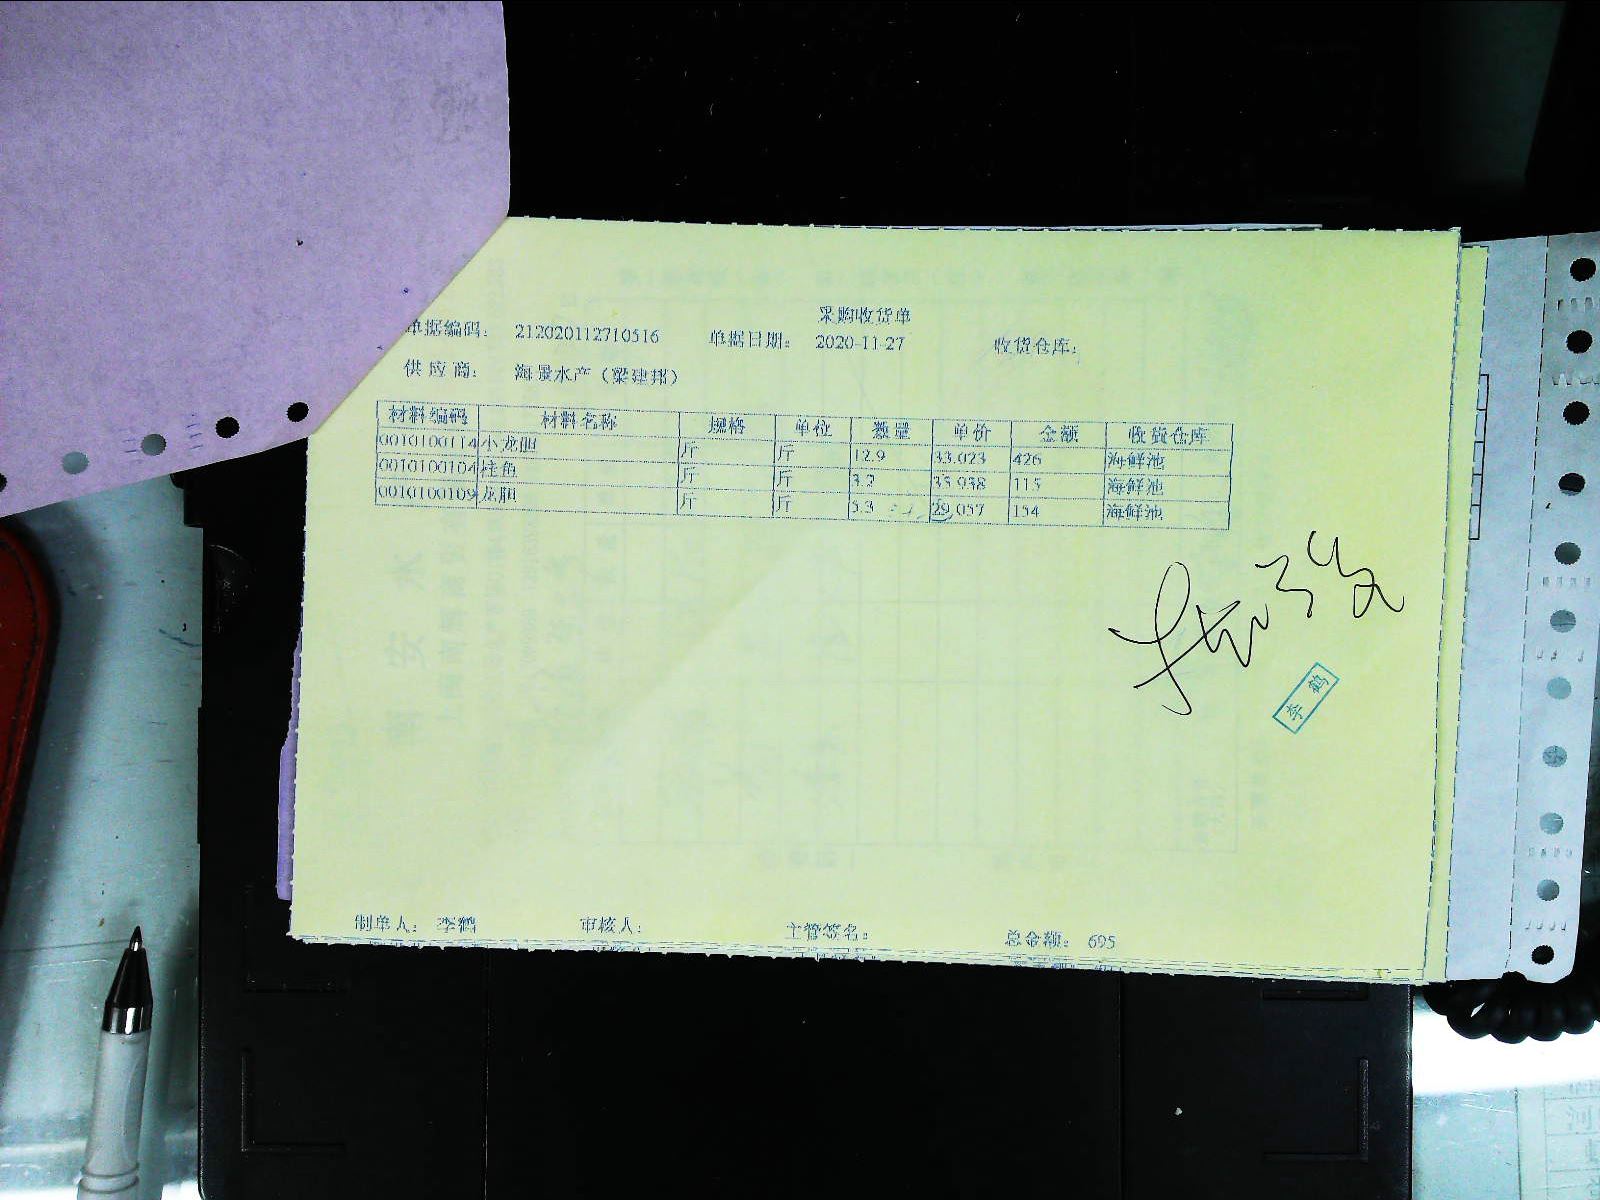 采购收货单
单据编码： 212020112710516 单据日期： 2020-11-27 收货仓库：
供应商： 海景水产（梁建邦）
材料编码 材料名称 规格 单位 数量 单价 金额 收货仓库
0010100114 小龙胆 斤 斤 12.9 33.023 426 海鲜池
0010100104 桂鱼 斤 斤 3.2 35.938 115 海鲜池
0010100109 龙胆 斤 斤 5.3 29.057 154 海鲜池
李鹤
制单人： 李鹤 审核人： 主管签名： 总金额： 695